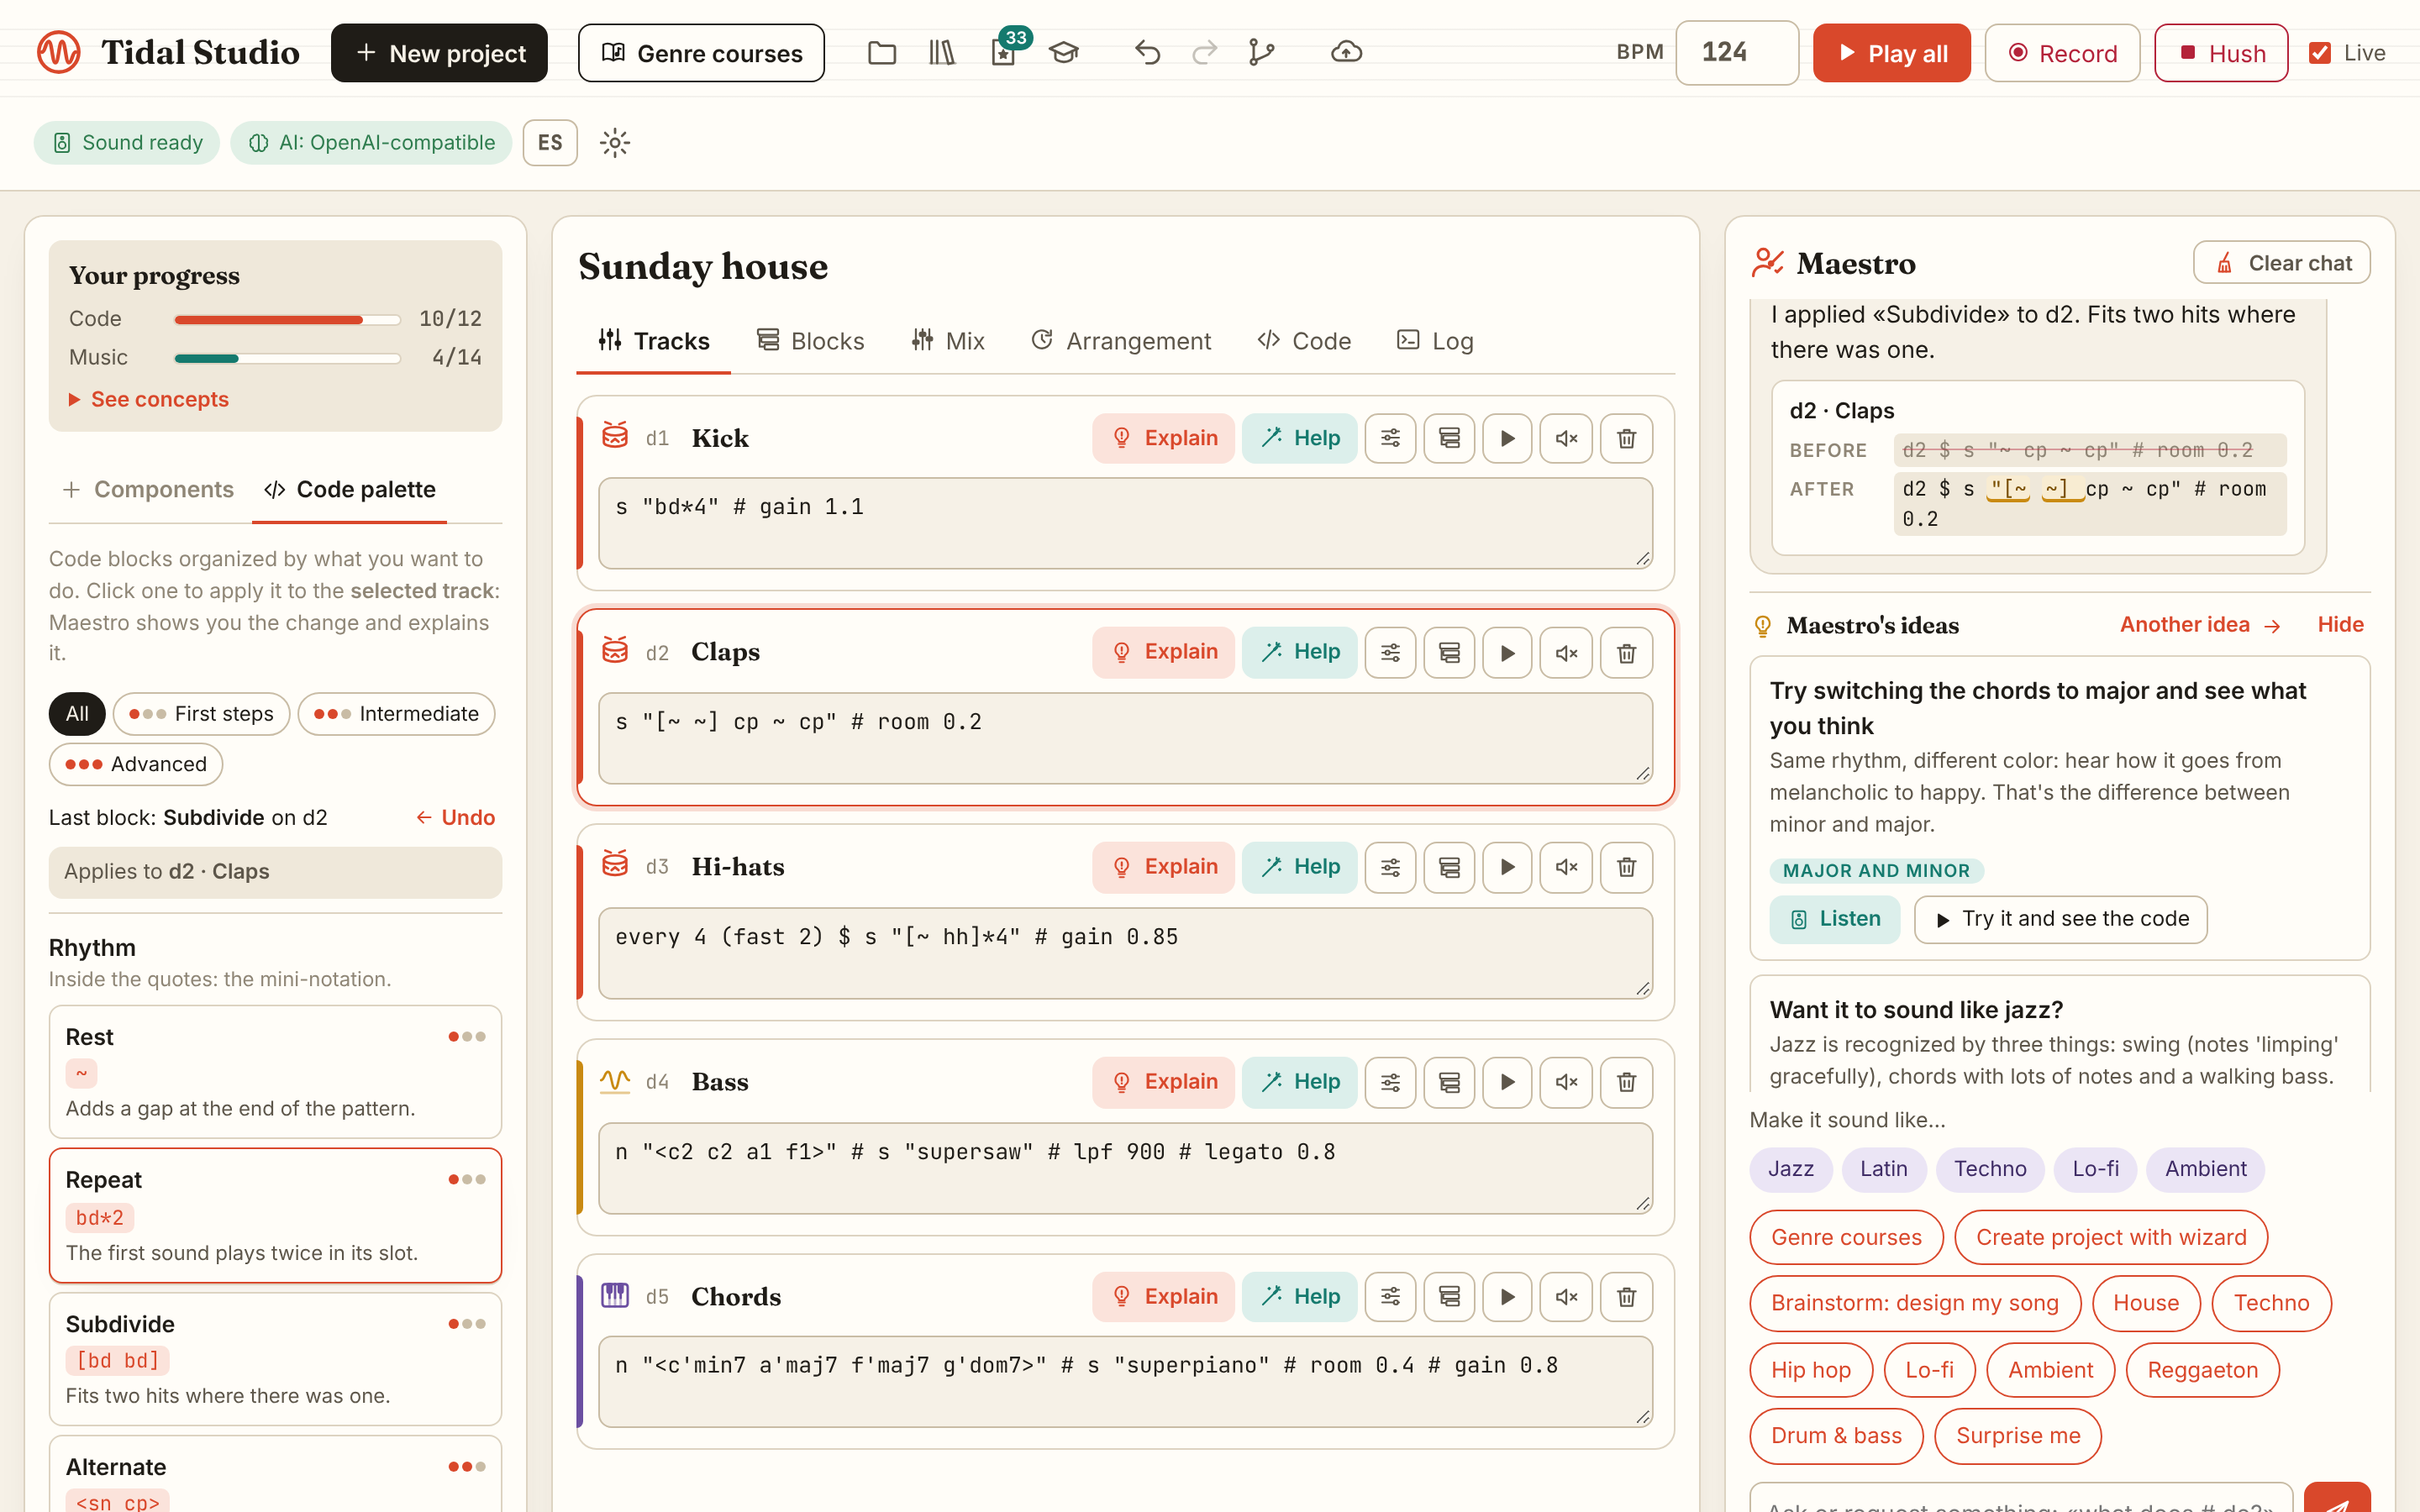 Tidal Studio
New project
Genre courses
33
BPM
124
Play all
Record
Hush
Live
Sound ready
AI: OpenAI-compatible
ES
Your progress
Code 10/12
Music 4/14
See concepts
Components
Code palette
Code blocks organized by what you want to
do. Click one to apply it to the selected track:
Maestro shows you the change and explains
it.
All
First steps
Intermediate
Advanced
Last block: Subdivide on d2
Undo
Applies to d2 · Claps
Rhythm
Inside the quotes: the mini-notation.
Rest
~
Adds a gap at the end of the pattern.
Repeat
bd*2
The first sound plays twice in its slot.
Subdivide
[bd bd]
Fits two hits where there was one.
Alternate
<sn cp>
Sunday house
Tracks
Blocks
Mix
Arrangement
Code
Log
d1 Kick
Explain
Help
s "bd*4" # gain 1.1
d2 Claps
Explain
Help
s "[~ ~] cp ~ cp" # room 0.2
d3 Hi-hats
Explain
Help
every 4 (fast 2) $ s "[~ hh]*4" # gain 0.85
d4 Bass
Explain
Help
n "<c2 c2 a1 f1>" # s "supersaw" # lpf 900 # legato 0.8
d5 Chords
Explain
Help
n "<c'min7 a'maj7 f'maj7 g'dom7>" # s "superpiano" # room 0.4 # gain 0.8
Maestro
Clear chat
I applied «Subdivide» to d2. Fits two hits where
there was one.
d2 · Claps
BEFORE d2 $ s "~ cp ~ cp" # room 0.2
AFTER d2 $ s "[~ ~] cp ~ cp" # room
0.2
Maestro's ideas
Another idea →
Hide
Try switching the chords to major and see what
you think
Same rhythm, different color: hear how it goes from
melancholic to happy. That's the difference between
minor and major.
MAJOR AND MINOR
Listen
Try it and see the code
Want it to sound like jazz?
Jazz is recognized by three things: swing (notes 'limping'
gracefully), chords with lots of notes and a walking bass.
Make it sound like...
Jazz
Latin
Techno
Lo-fi
Ambient
Genre courses
Create project with wizard
Brainstorm: design my song
House
Techno
Hip hop
Lo-fi
Ambient
Reggaeton
Drum & bass
Surprise me
Ask or request something: «what does # do?»